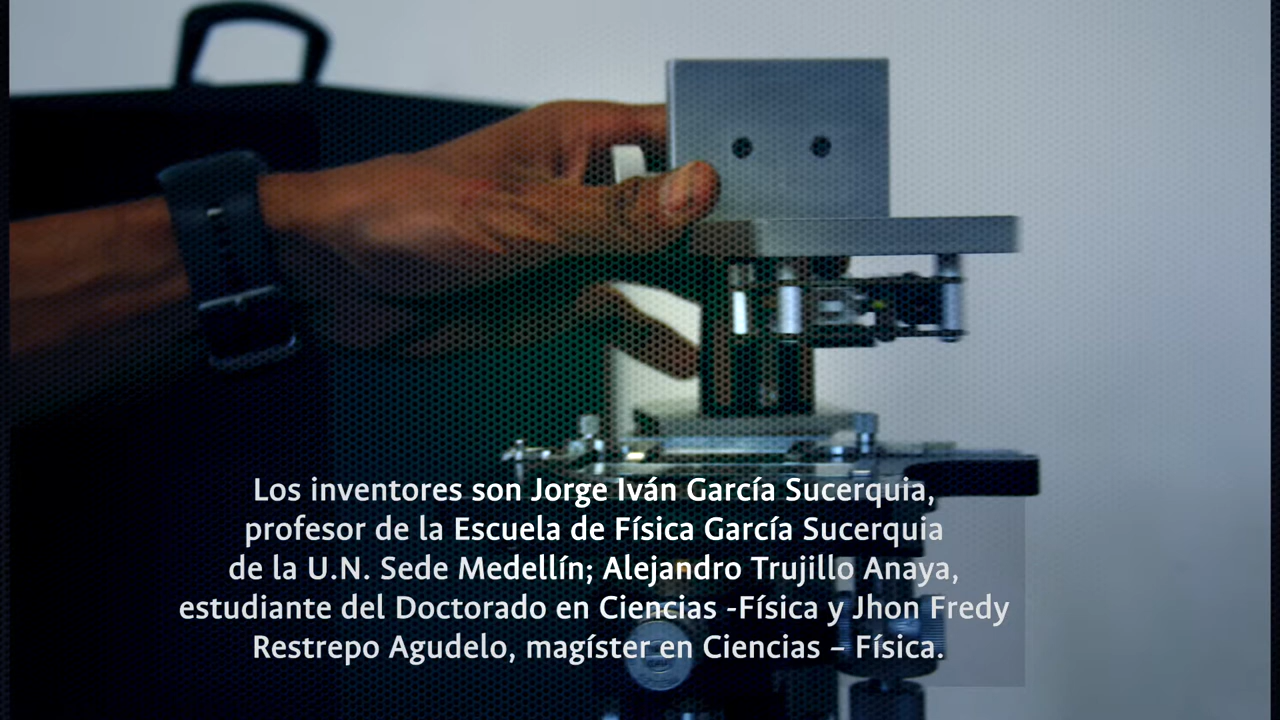 Los inventores son Jorge Iván García Sucerquia,
profesor de la Escuela de Física García Sucerquia
de la U.N. Sede Medellín; Alejandro Trujillo Anaya,
estudiante del Doctorado en Ciencias -Física y Jhon Fredy
Restrepo Agudelo, magíster en Ciencias – Física.